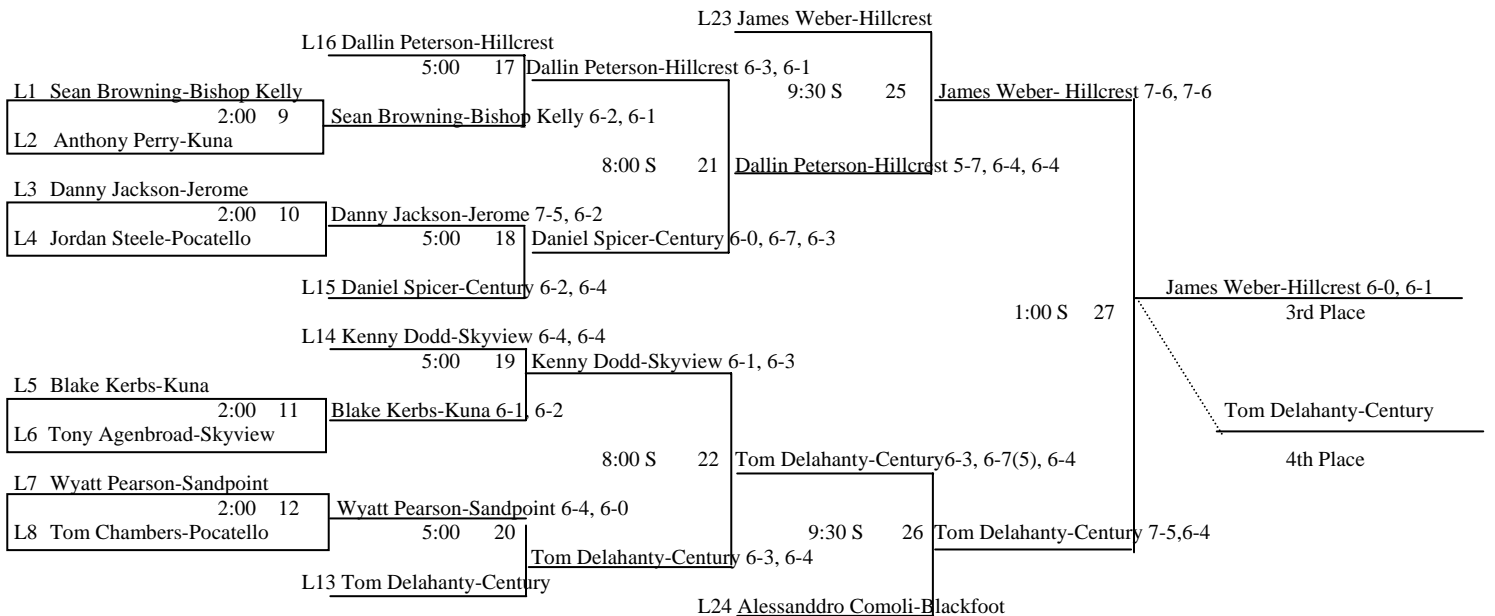 L23 James Weber-Hillcrest
L16 Dallin Peterson-Hillcrest
5:00 17 Dallin Peterson-Hillcrest 6-3, 6-1
L1 Sean Browning-Bishop Kelly
9:30 S 25 James Weber- Hillcrest 7-6, 7-6
2:00 9 Sean Browning-Bishop Kelly 6-2, 6-1
L2 Anthony Perry-Kuna
8:00 S 21 Dallin Peterson-Hillcrest 5-7, 6-4, 6-4
L3 Danny Jackson-Jerome
2:00 10 Danny Jackson-Jerome 7-5, 6-2
L4 Jordan Steele-Pocatello
5:00 18 Daniel Spicer-Century 6-0, 6-7, 6-3
L15 Daniel Spicer-Century 6-2, 6-4
James Weber-Hillcrest 6-0, 6-1
1:00 S 27
3rd Place
L14 Kenny Dodd-Skyview 6-4, 6-4
5:00 19 Kenny Dodd-Skyview 6-1, 6-3
L5 Blake Kerbs-Kuna
2:00 11 Blake Kerbs-Kuna 6-1, 6-2
Tom Delahanty-Century
L6 Tony Agenbroad-Skyview
8:00 S 22 Tom Delahanty-Century6-3, 6-7(5), 6-4
4th Place
L7 Wyatt Pearson-Sandpoint
2:00 12 Wyatt Pearson-Sandpoint 6-4, 6-0
L8 Tom Chambers-Pocatello
5:00 20
9:30 S 26 Tom Delahanty-Century 7-5,6-4
Tom Delahanty-Century 6-3, 6-4
L13 Tom Delahanty-Century
L24 Alessanddro Comoli-Blackfoot